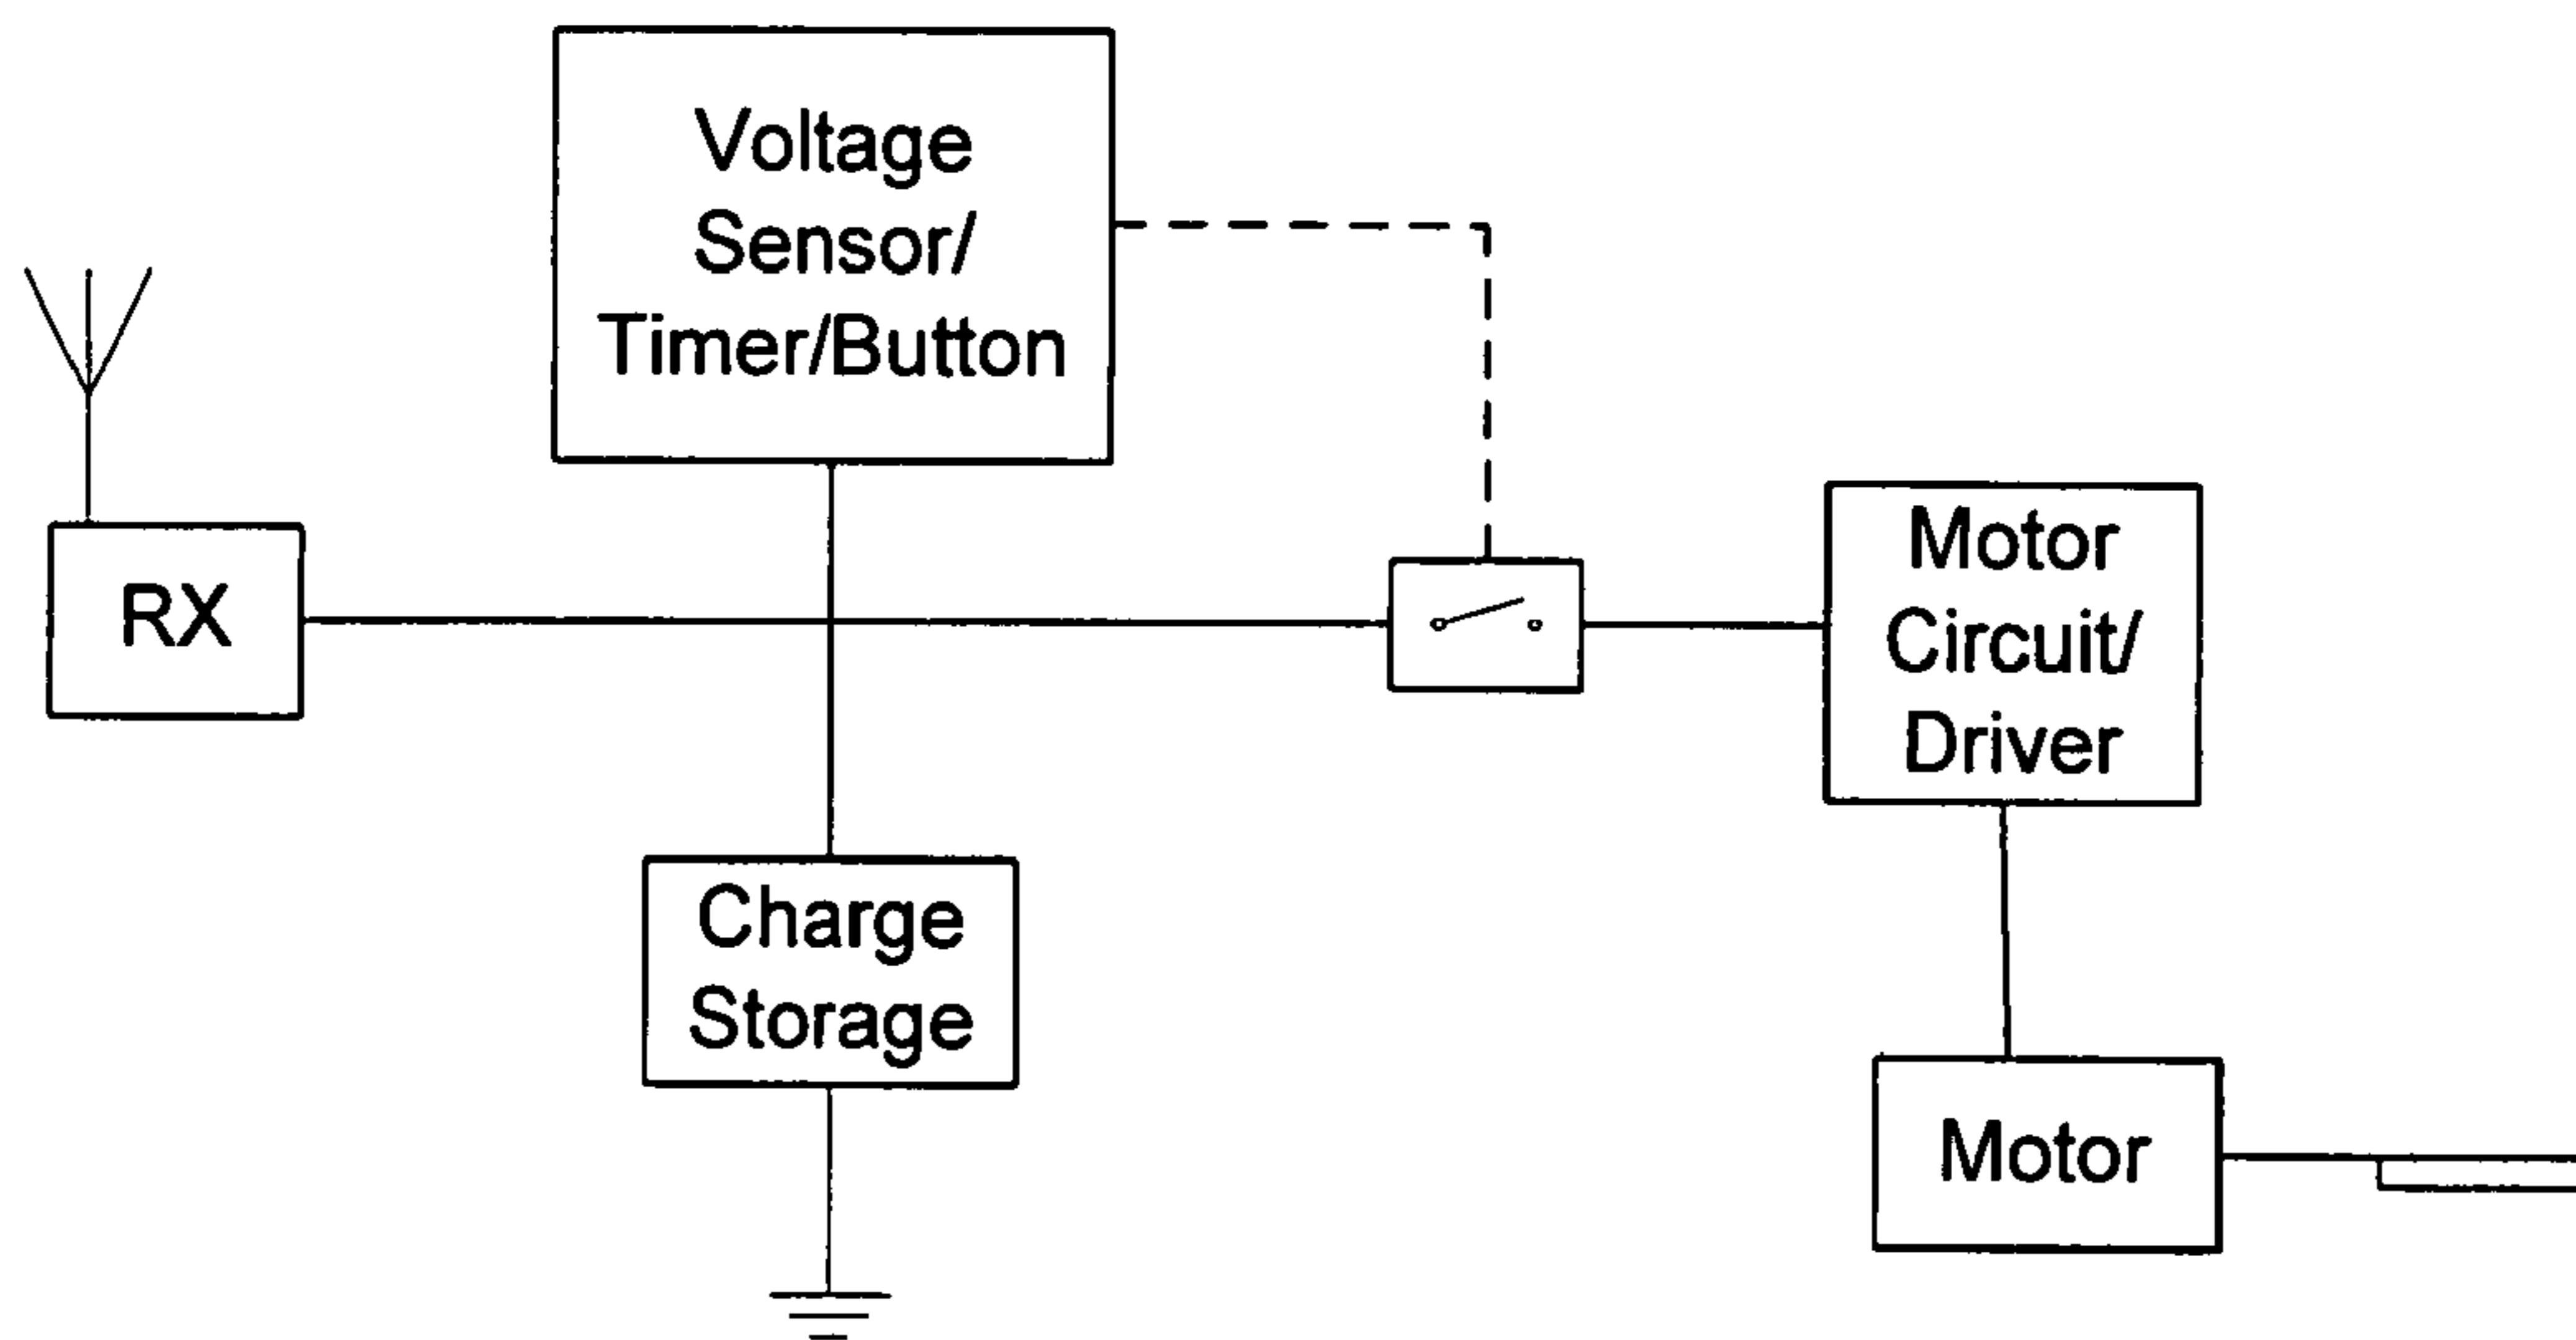 Voltage
Sensor/
Timer/Button
RX
Motor
Circuit/
Driver
Charge
Storage
Motor